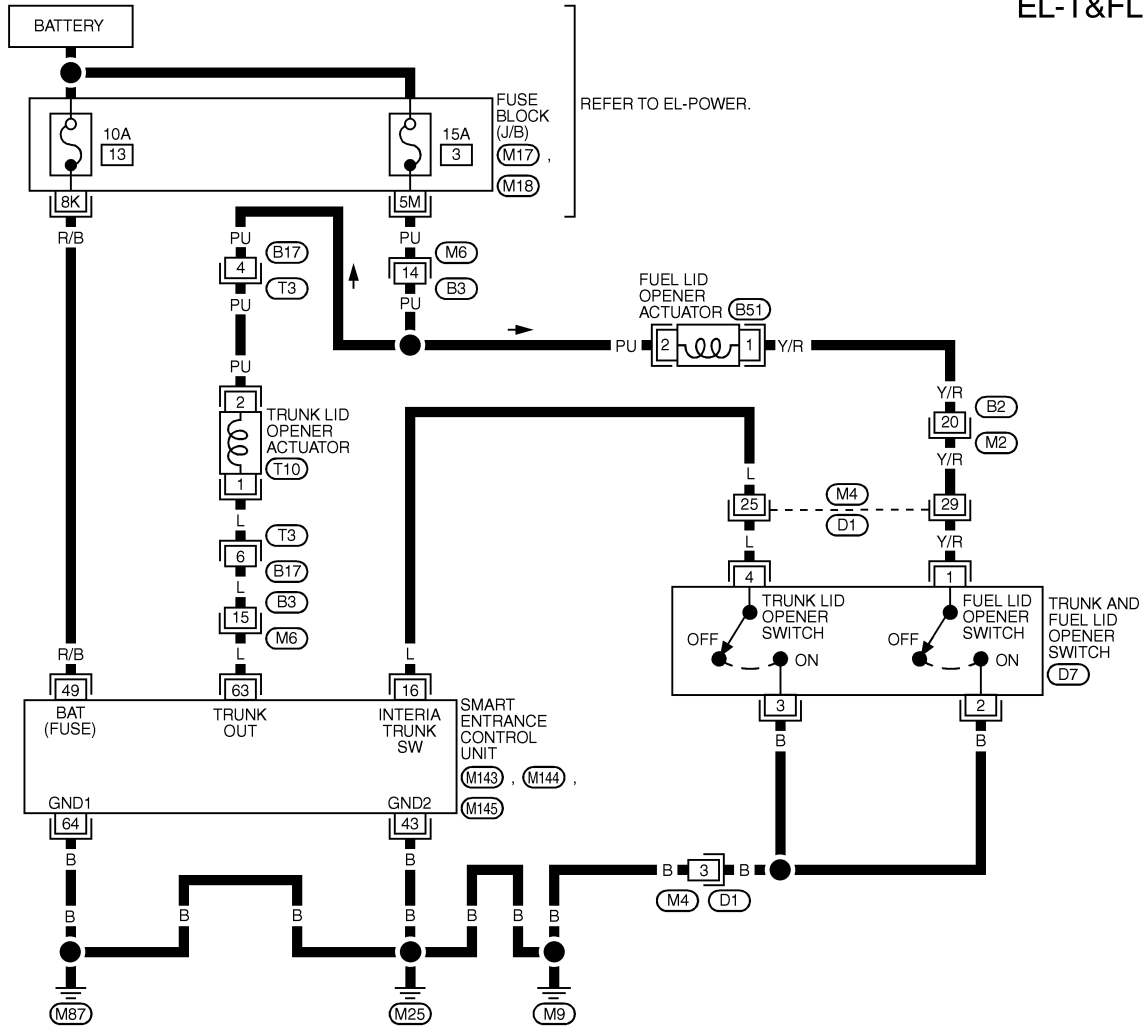 EL-T&FL
BATTERY
REFER TO EL-POWER.
FUSE
BLOCK
(J/B)
M17 ,
M18
10A
13
15A
3
8K
5M
R/B
PU
PU
4
B17
T3
14
M6
B3
PU
PU
PU
FUEL LID
OPENER
ACTUATOR
B51
PU
2
1
Y/R
2
TRUNK LID
OPENER
ACTUATOR
T10
1
Y/R
20
B2
M2
Y/R
L
L
25
M4
D1
29
L
Y/R
T3
6
B17
L
B3
15
M6
L
4
1
TRUNK LID
OPENER
SWITCH
OFF
ON
FUEL LID
OPENER
SWITCH
OFF
ON
TRUNK AND
FUEL LID
OPENER
SWITCH
D7
3
2
B
B
R/B
L
49
63
16
BAT
(FUSE)
TRUNK
OUT
INTERIA
TRUNK
SW
SMART
ENTRANCE
CONTROL
UNIT
M143 , M144 ,
M145
GND1
GND2
64
43
B
B
B
3
B
M4
D1
B
B
B
B
B
B
B
M87
M25
M9